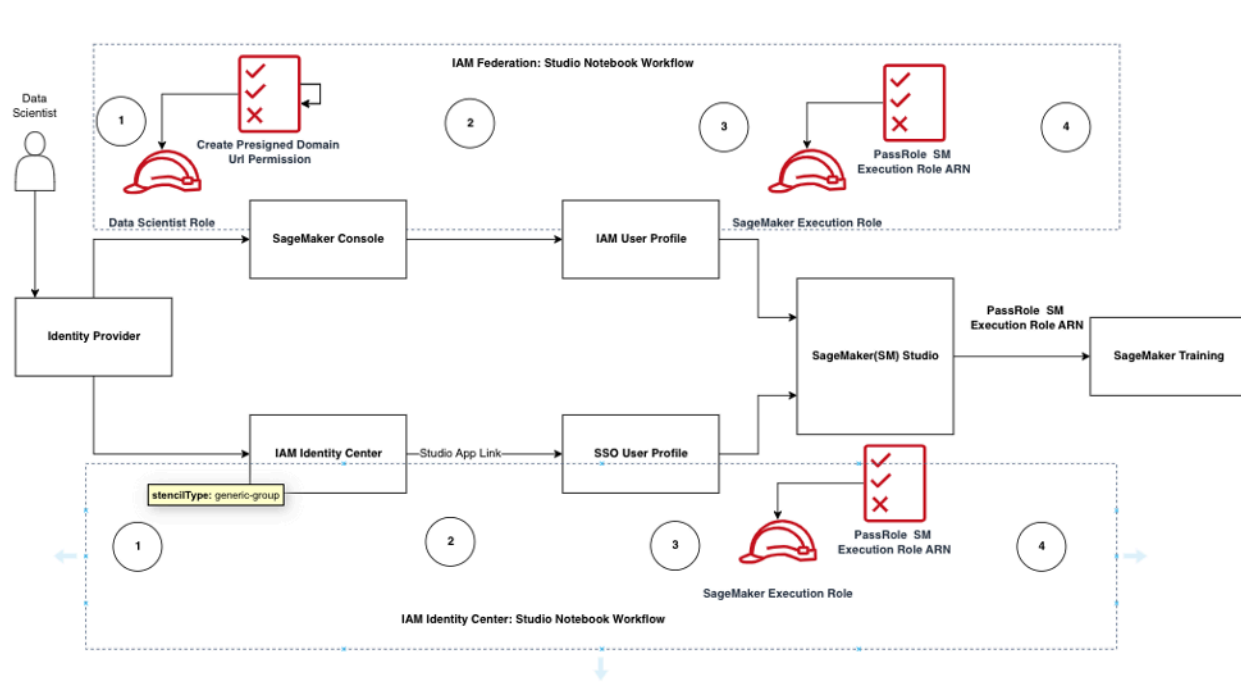 IAM Federation: Studio Notebook Workflow
Data
Scientist
1
2
3
4
Create Presigned Domain
Url Permission
PassRole SM
Execution Role ARN
Data Scientist Role
SageMaker Execution Role
SageMaker Console
IAM User Profile
Identity Provider
PassRole SM
Execution Role ARN
SageMaker(SM) Studio
SageMaker Training
IAM Identity Center
Studio App Link
SSO User Profile
stencilType: generic-group
1
2
3
4
PassRole SM
Execution Role ARN
SageMaker Execution Role
IAM Identity Center: Studio Notebook Workflow